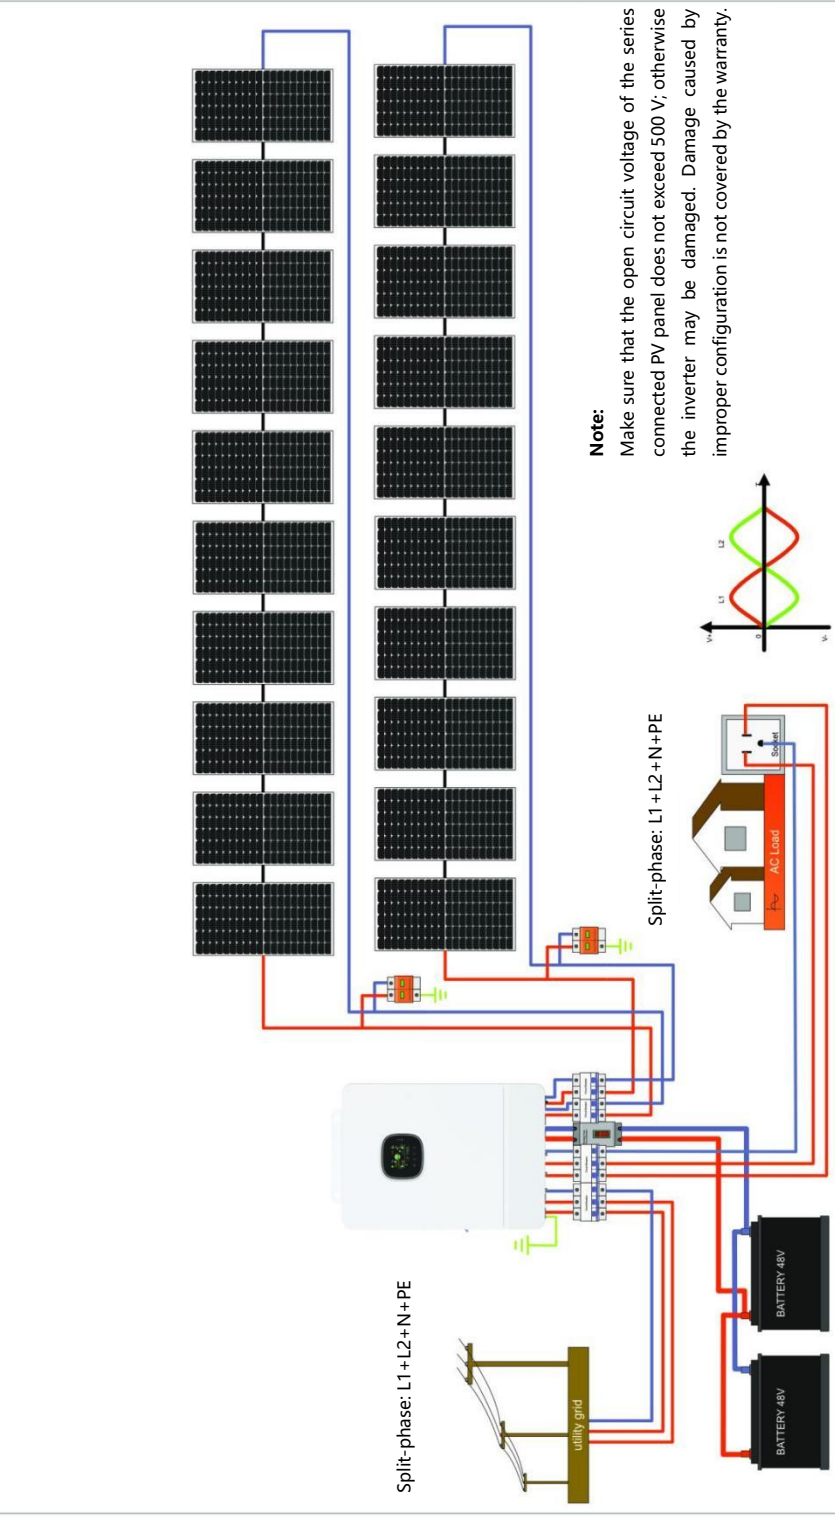 Split-phase: L1+L2+N+PE
utility grid
BATTERY 48V
BATTERY 48V
Split-phase: L1+L2+N+PE
AC Load
Socket
V+
L1
L2
0
V-
Note:
Make sure that the open circuit voltage of the series
connected PV panel does not exceed 500 V; otherwise
the inverter may be damaged. Damage caused by
improper configuration is not covered by the warranty.